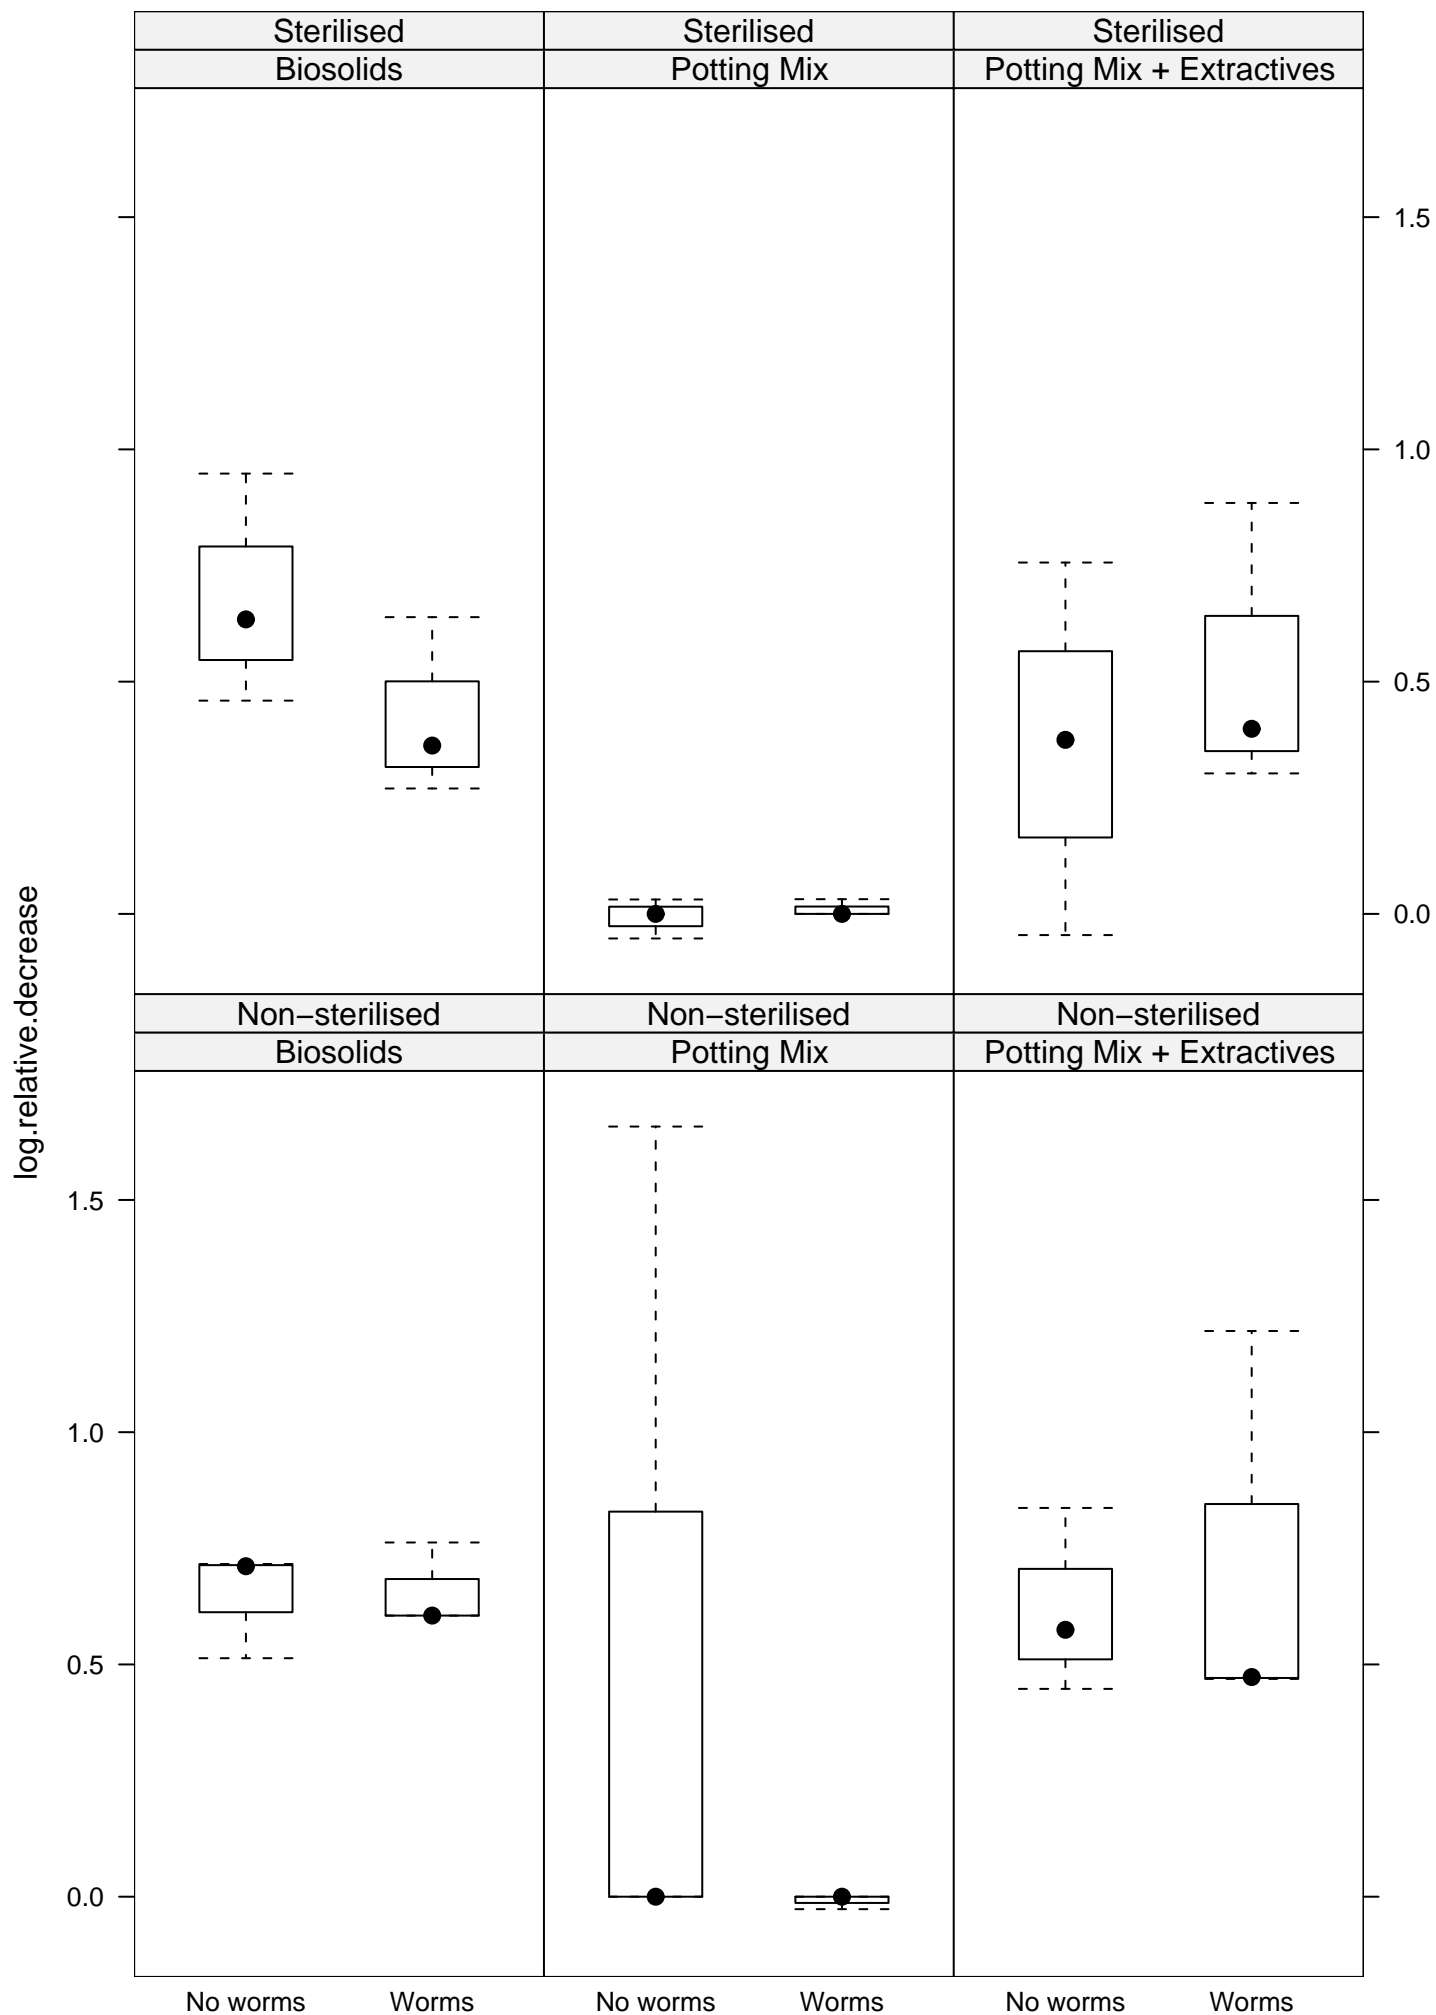 Sterilised Sterilised Sterilised
Biosolids Potting Mix Potting Mix + Extractives
1.5
1.0
0.5
0.0
log.relative.decrease
Non−sterilised Non−sterilised Non−sterilised
Biosolids Potting Mix Potting Mix + Extractives
1.5
1.0
0.5
0.0
No worms Worms No worms Worms No worms Worms